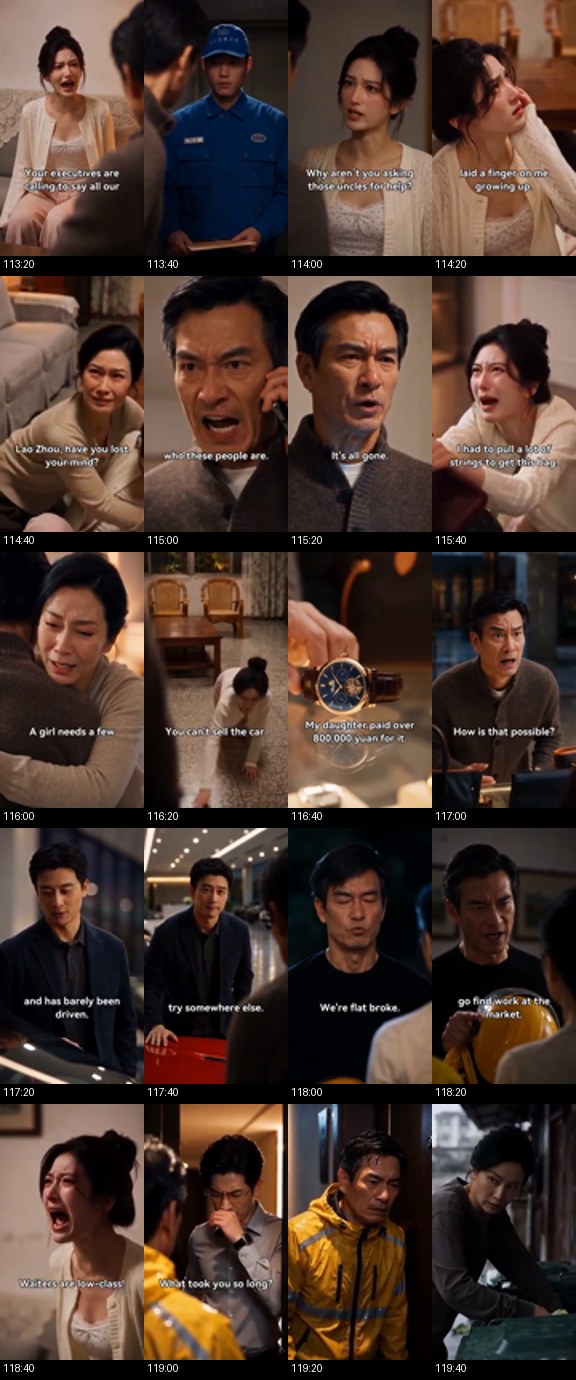 Your executives are
calling to say all our
113:20
113:40
Why aren't you asking
those uncles for help?
114:00
laid a finger on me
growing up.
114:20
Lao Zhou, have you lost
your mind?
114:40
who these people are.
115:00
It's all gone.
115:20
I had to pull a lot of
strings to get this bag.
115:40
A girl needs a few
116:00
You can't sell the car.
116:20
My daughter paid over
800,000 yuan for it.
116:40
How is that possible?
117:00
and has barely been
driven.
117:20
try somewhere else.
117:40
We're flat broke.
118:00
go find work at the
market.
118:20
Waiters are low-class!
118:40
What took you so long?
119:00
119:20
119:40